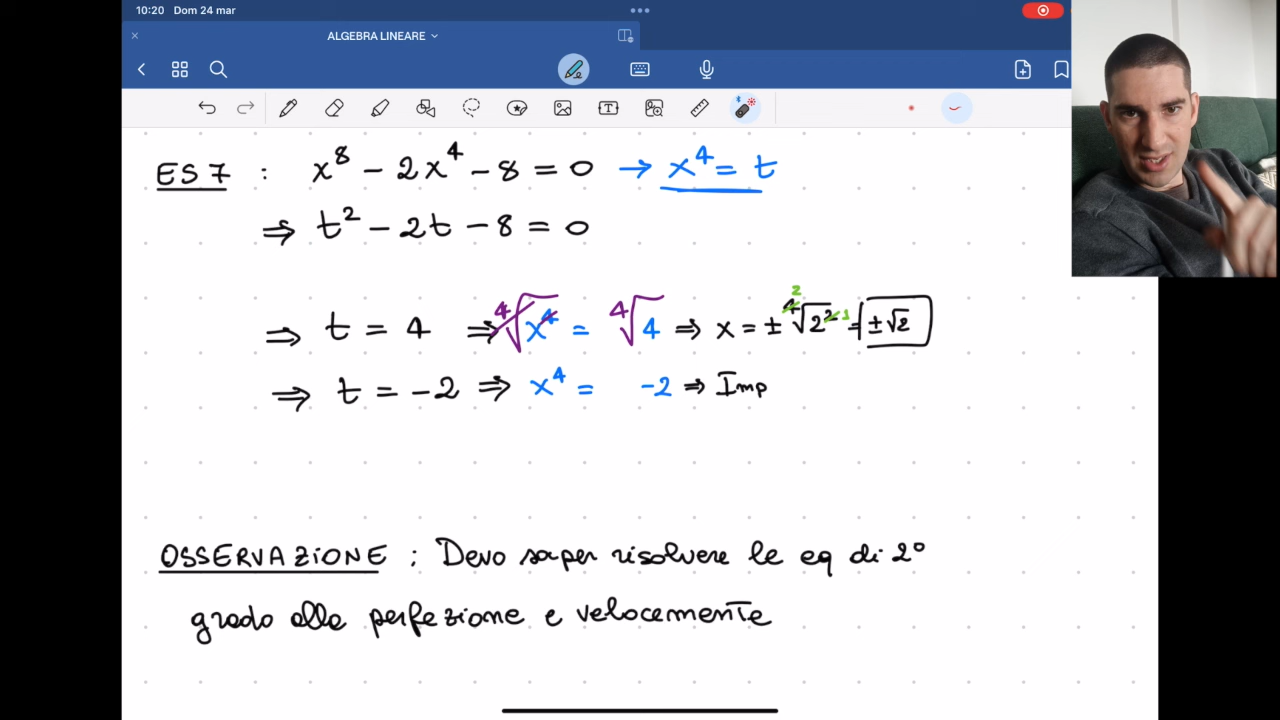 10:20 Dom 24 mar
ALGEBRA LINEARE
ES 7 : x⁸ - 2x⁴ - 8 = 0 → x⁴ = t
⇒ t² - 2t - 8 = 0
⇒ t = 4 ⇒ ⁴√x⁴ = ⁴√4 ⇒ x = ± ⁴√2² = ±√2
2 1
⇒ t = -2 ⇒ x⁴ = -2 ⇒ Imp
OSSERVAZIONE : Devo saper risolvere le eq di 2°
grado alla perfezione e velocemente